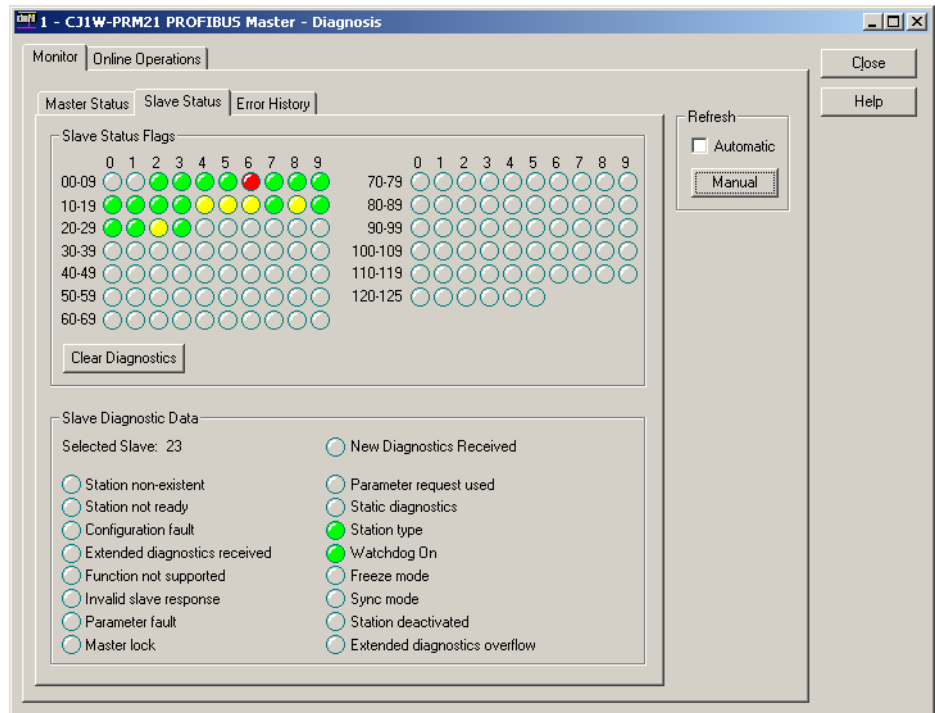 1 - CJ1W-PRM21 PROFIBUS Master - Diagnosis
Monitor
Online Operations
Close
Help
Master Status
Slave Status
Error History
Refresh
Automatic
Manual
Slave Status Flags
0 1 2 3 4 5 6 7 8 9
00-09
10-19
20-29
30-39
40-49
50-59
60-69
0 1 2 3 4 5 6 7 8 9
70-79
80-89
90-99
100-109
110-119
120-125
Clear Diagnostics
Slave Diagnostic Data
Selected Slave: 23
Station non-existent
Station not ready
Configuration fault
Extended diagnostics received
Function not supported
Invalid slave response
Parameter fault
Master lock
New Diagnostics Received
Parameter request used
Static diagnostics
Station type
Watchdog On
Freeze mode
Sync mode
Station deactivated
Extended diagnostics overflow